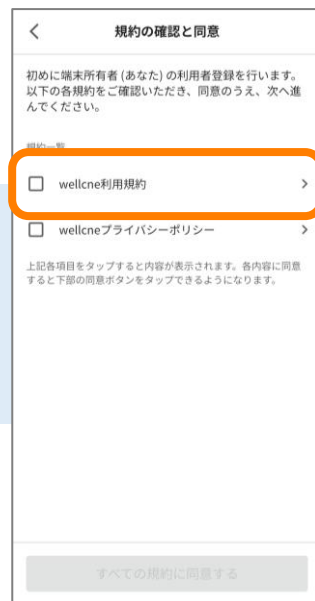 規約の確認と同意
初めに端末所有者 (あなた) の利用者登録を行います。
以下の各規約をご確認いただき、同意のうえ、次へ進
んでください。
規約一覧
wellcne利用規約
wellcneプライバシーポリシー
上記各項目をタップすると内容が表示されます。各内容に同意
すると下部の同意ボタンをタップできるようになります。
すべての規約に同意する